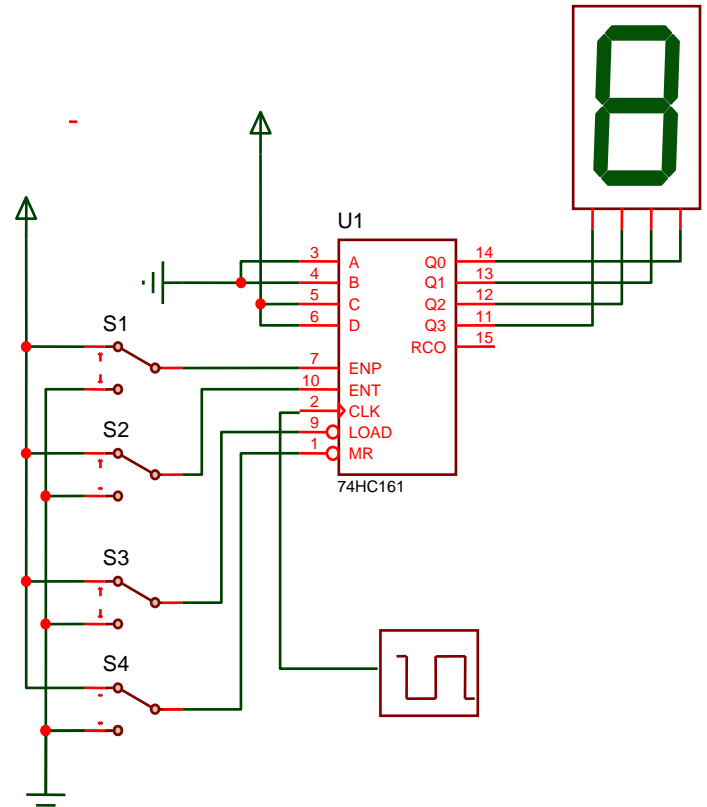 U1
3 A Q0 14
4 B Q1 13
5 C Q2 12
6 D Q3 11
RCO 15
7 ENP
10 ENT
2 CLK
9 LOAD
1 MR
74HC161
S1
S2
S3
S4